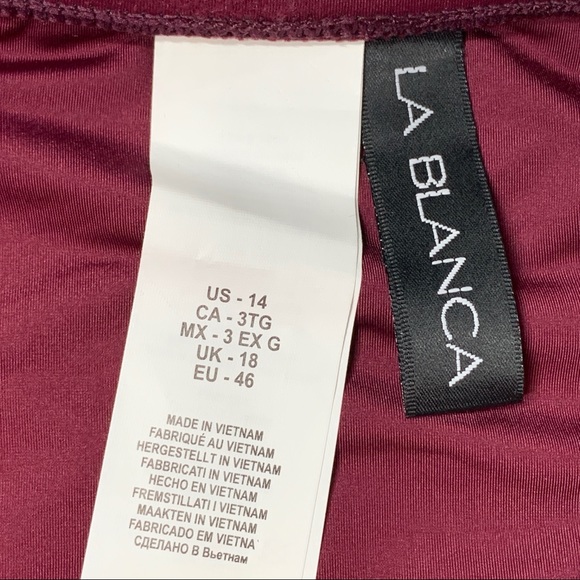 US - 14
CA - 3TG
MX - 3 EX G
UK - 18
EU - 46
MADE IN VIETNAM
FABRIQUÉ AU VIETNAM
HERGESTELLT IN VIETNAM
FABBRICATI IN VIETNAM
HECHO EN VIETNAM
FREMSTILLATI I VIETNAM
MAAKTEN IN VIETNAM
FABRICADO EM VIETNAM
СДЕЛАНО В Вьетнам
LA BLANCA